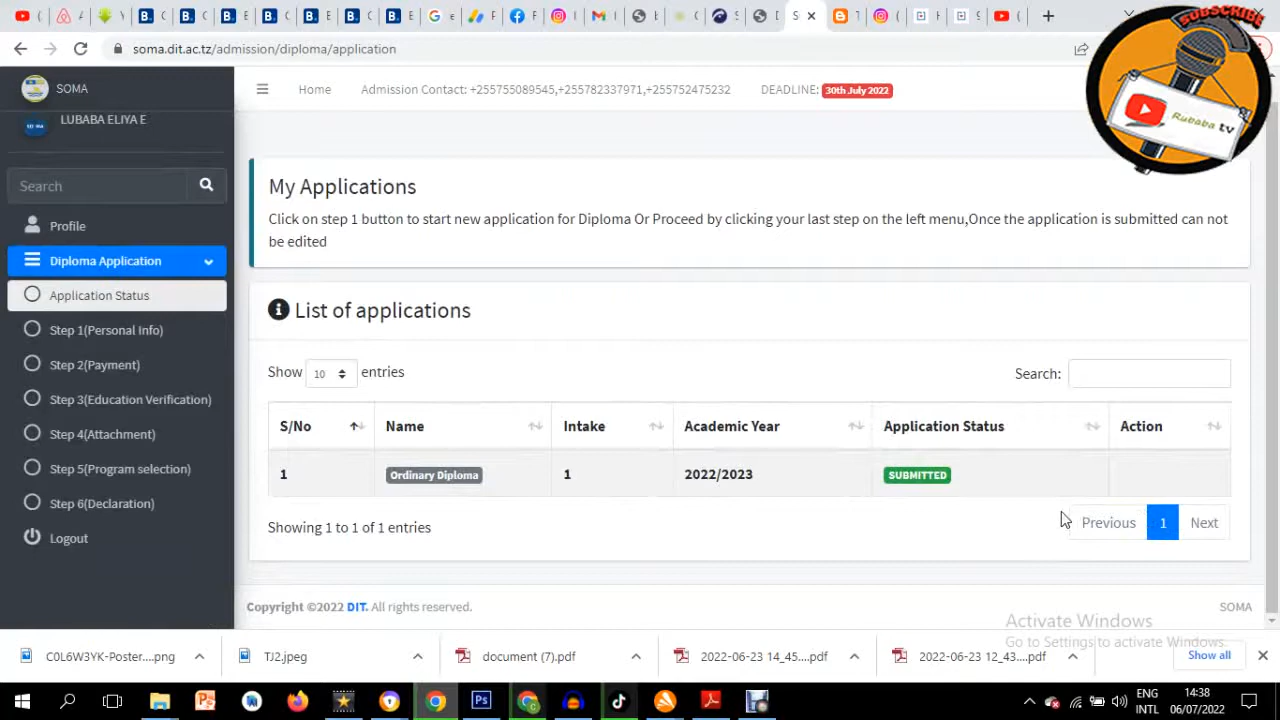 soma.dit.ac.tz/admission/diploma/application
SUBSCRIBE
Rubaba tv
SOMA
LUBABA ELIYA E
Search
Profile
Diploma Application
Application Status
Step 1(Personal Info)
Step 2(Payment)
Step 3(Education Verification)
Step 4(Attachment)
Step 5(Program selection)
Step 6(Declaration)
Logout
Home
Admission Contact: +255755089545,+255782337971,+255752475232
DEADLINE: 30th July 2022
My Applications
Click on step 1 button to start new application for Diploma Or Proceed by clicking your last step on the left menu,Once the application is submitted can not
be edited
List of applications
Show 10 entries
Search:
S/No Name Intake Academic Year Application Status Action
1 Ordinary Diploma 1 2022/2023 SUBMITTED
Showing 1 to 1 of 1 entries
Previous 1 Next
Copyright ©2022 DIT. All rights reserved.
SOMA
Activate Windows
Go to Settings to activate Windows.
C0L6W3YK-Poster....png
TJ2.jpeg
document (7).pdf
2022-06-23 14_45....pdf
2022-06-23 12_43....pdf
Show all
ENG
INTL
14:38
06/07/2022